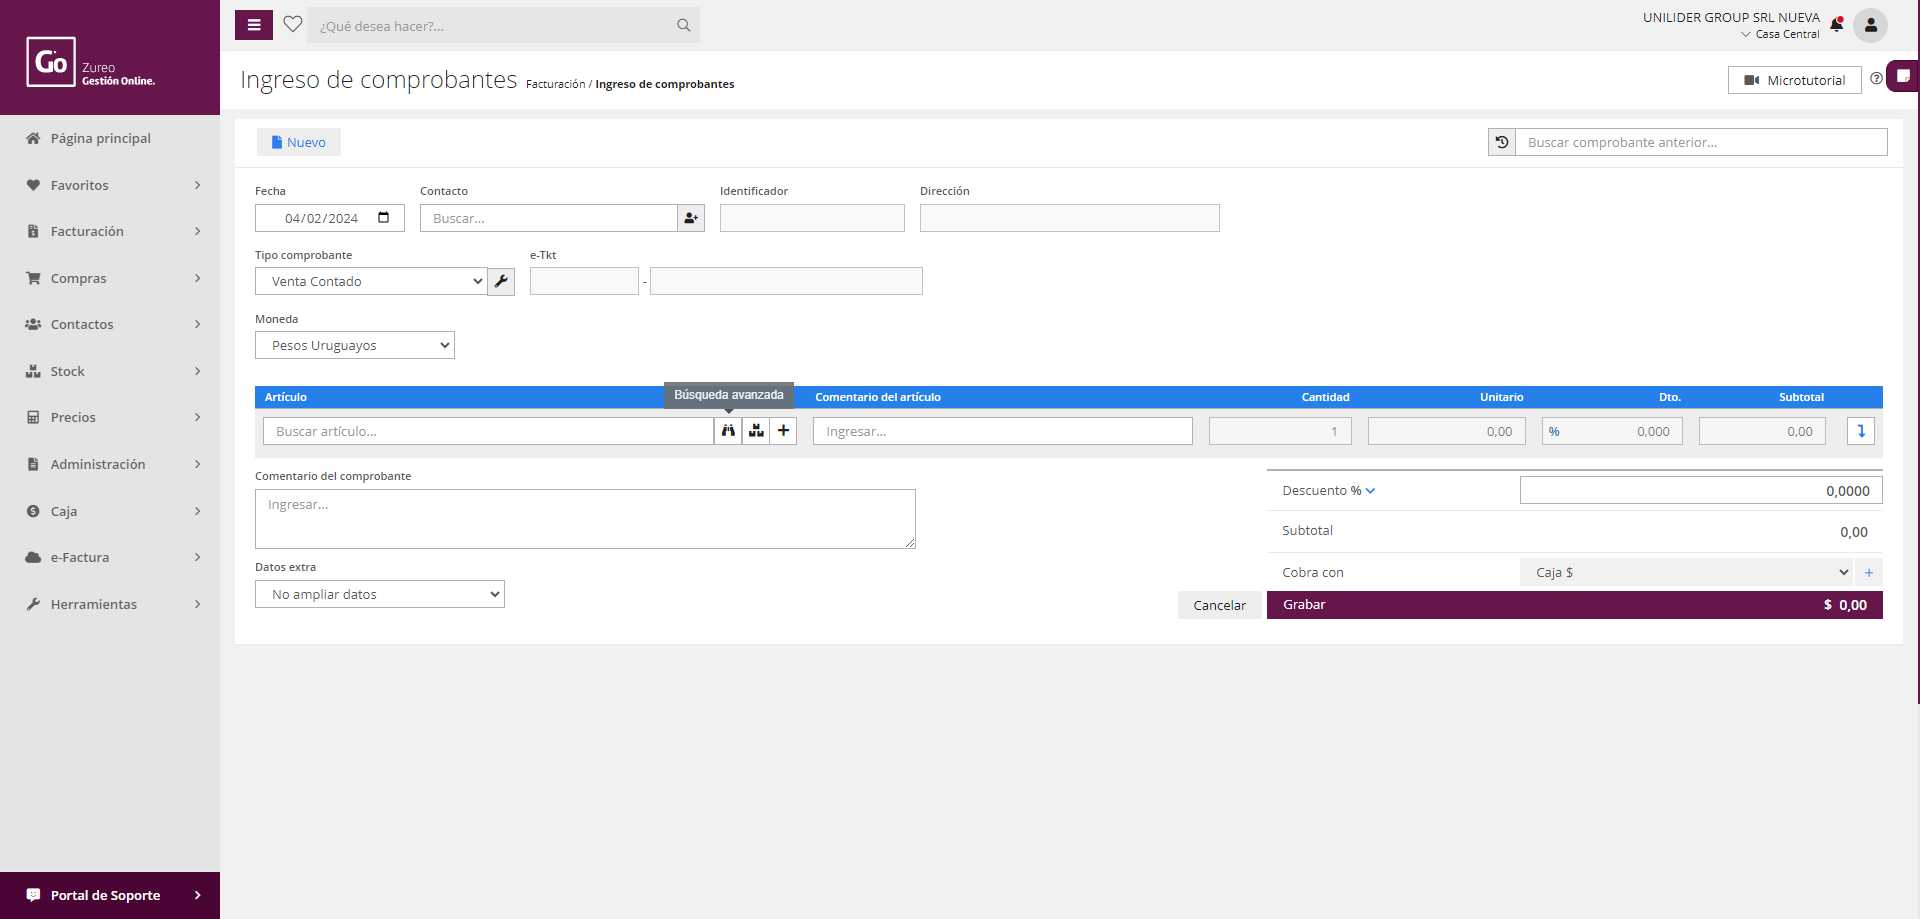 ¿Qué desea hacer?...
UNILIDER GROUP SRL NUEVA
Casa Central
Go
Zureo
Gestión Online.
Ingreso de comprobantes
Facturación / Ingreso de comprobantes
Microtutorial
Página principal
Favoritos
Facturación
Compras
Contactos
Stock
Precios
Administración
Caja
e-Factura
Herramientas
Portal de Soporte
Nuevo
Buscar comprobante anterior...
Fecha
Contacto
Identificador
Dirección
04/02/2024
Buscar...
Tipo comprobante
e-Tkt
Venta Contado
-
Moneda
Pesos Uruguayos
Búsqueda avanzada
Artículo
Comentario del artículo
Cantidad
Unitario
Dto.
Subtotal
Buscar artículo...
Ingresar...
1
0,00
%
0,000
0,00
Comentario del comprobante
Ingresar...
Descuento %
0,0000
Subtotal
0,00
Datos extra
No ampliar datos
Cobra con
Caja $
+
Cancelar
Grabar
$ 0,00